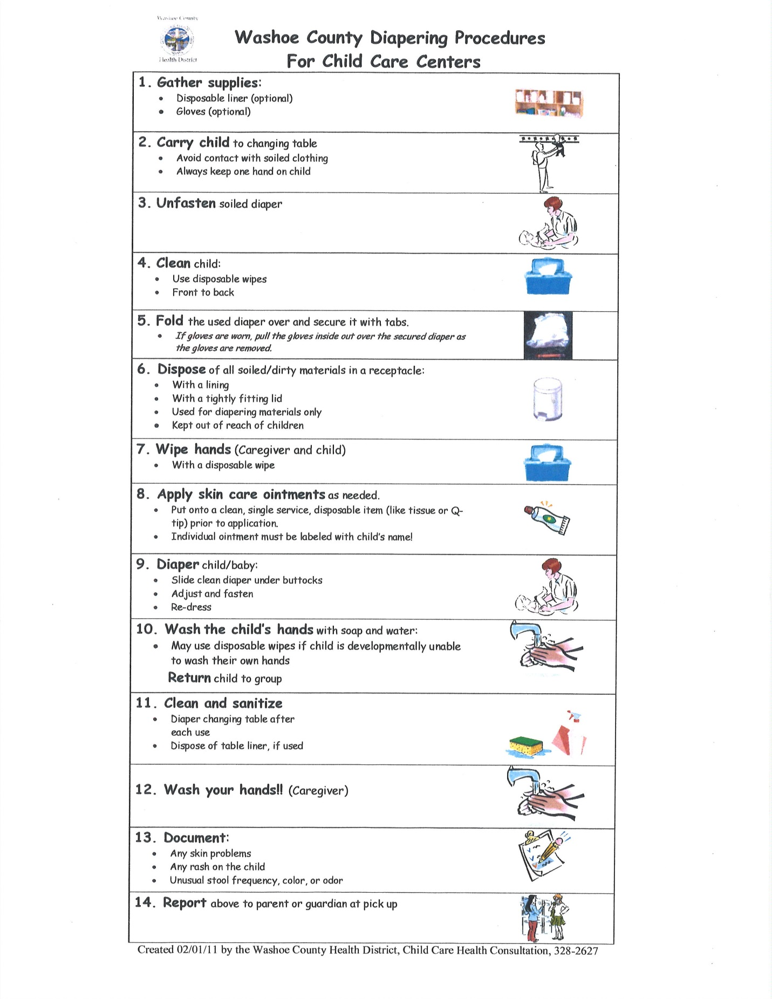 Washoe County
Health District
Washoe County Diapering Procedures
For Child Care Centers
1. Gather supplies:
• Disposable liner (optional)
• Gloves (optional)
2. Carry child to changing table
• Avoid contact with soiled clothing
• Always keep one hand on child
3. Unfasten soiled diaper
4. Clean child:
• Use disposable wipes
• Front to back
5. Fold the used diaper over and secure it with tabs.
• If gloves are worn, pull the gloves inside out over the secured diaper as
the gloves are removed.
6. Dispose of all soiled/dirty materials in a receptacle:
• With a lining
• With a tightly fitting lid
• Used for diapering materials only
• Kept out of reach of children
7. Wipe hands (Caregiver and child)
• With a disposable wipe
8. Apply skin care ointments as needed.
• Put onto a clean, single service, disposable item (like tissue or Q-
tip) prior to application.
• Individual ointment must be labeled with child's name!
9. Diaper child/baby:
• Slide clean diaper under buttocks
• Adjust and fasten
• Re-dress
10. Wash the child's hands with soap and water:
• May use disposable wipes if child is developmentally unable
to wash their own hands
Return child to group
11. Clean and sanitize
• Diaper changing table after
each use
• Dispose of table liner, if used
12. Wash your hands!! (Caregiver)
13. Document:
• Any skin problems
• Any rash on the child
• Unusual stool frequency, color, or odor
14. Report above to parent or guardian at pick up
Created 02/01/11 by the Washoe County Health District, Child Care Health Consultation, 328-2627